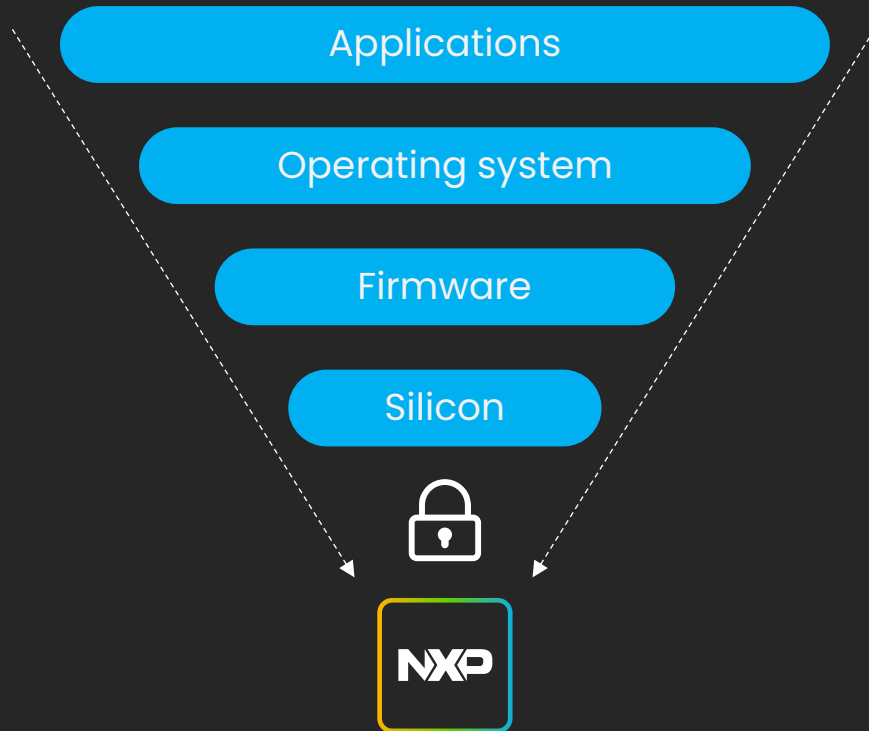 Applications
Operating system
Firmware
Silicon
NXP